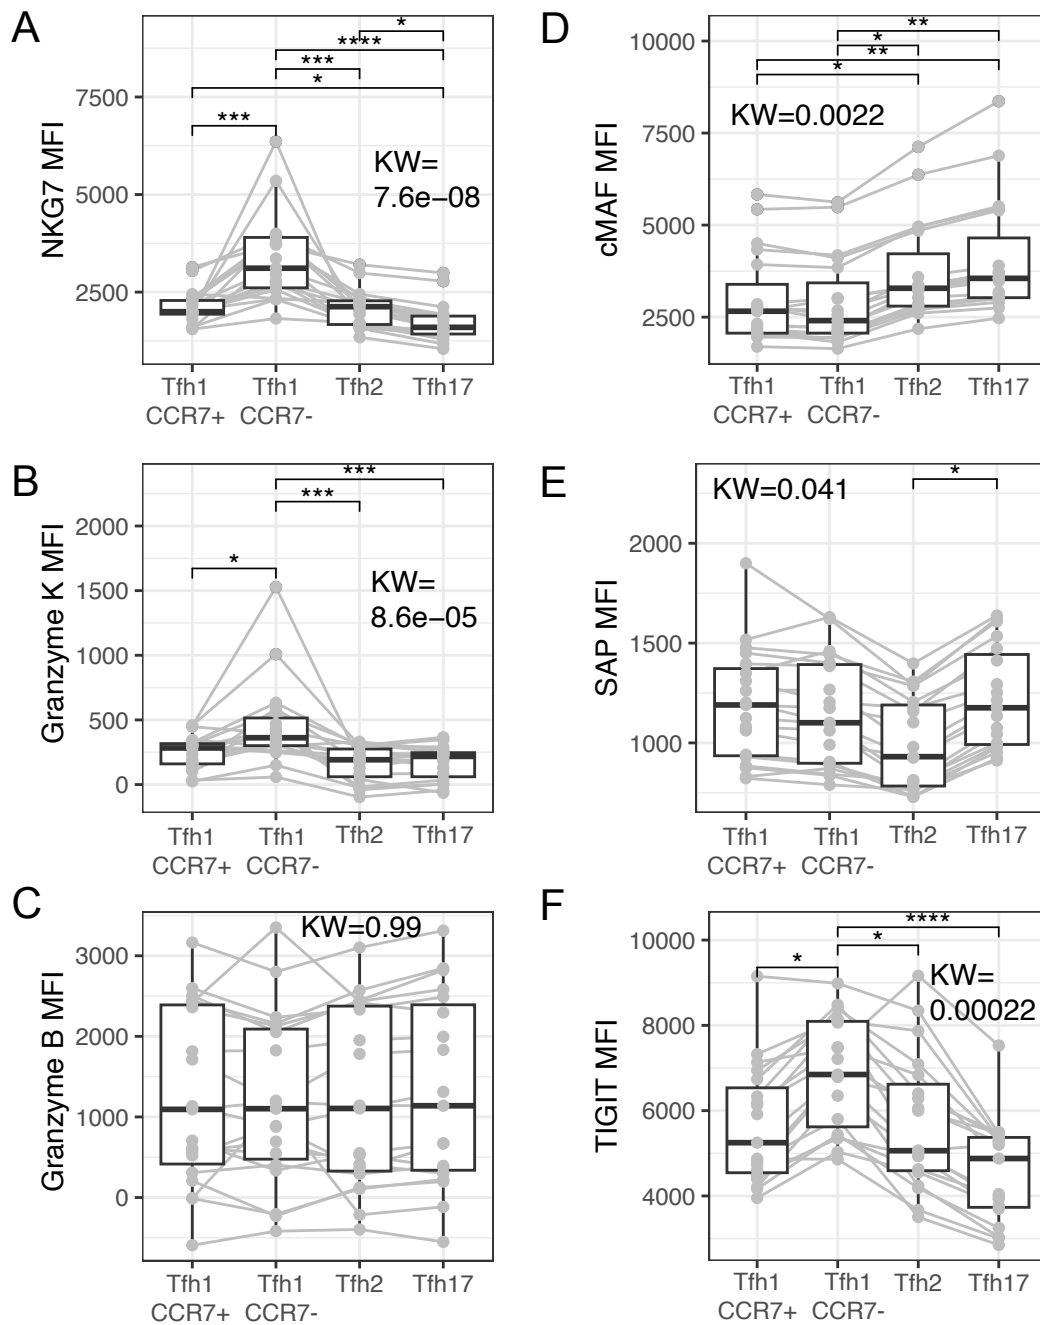 A
NKG7 MFI
7500
5000
2500
*
****
***
*
***
KW=
7.6e−08
Tfh1 Tfh1 Tfh2 Tfh17
CCR7+ CCR7-
B
Granzyme K MFI
2000
1500
1000
500
0
***
***
*
KW=
8.6e−05
Tfh1 Tfh1 Tfh2 Tfh17
CCR7+ CCR7-
C
Granzyme B MFI
3000
2000
1000
0
KW=0.99
Tfh1 Tfh1 Tfh2 Tfh17
CCR7+ CCR7-
D
cMAF MFI
10000
7500
5000
2500
**
*
**
*
KW=0.0022
Tfh1 Tfh1 Tfh2 Tfh17
CCR7+ CCR7-
E
SAP MFI
2000
1500
1000
*
KW=0.041
Tfh1 Tfh1 Tfh2 Tfh17
CCR7+ CCR7-
F
TIGIT MFI
10000
8000
6000
4000
****
*
*
KW=
0.00022
Tfh1 Tfh1 Tfh2 Tfh17
CCR7+ CCR7-